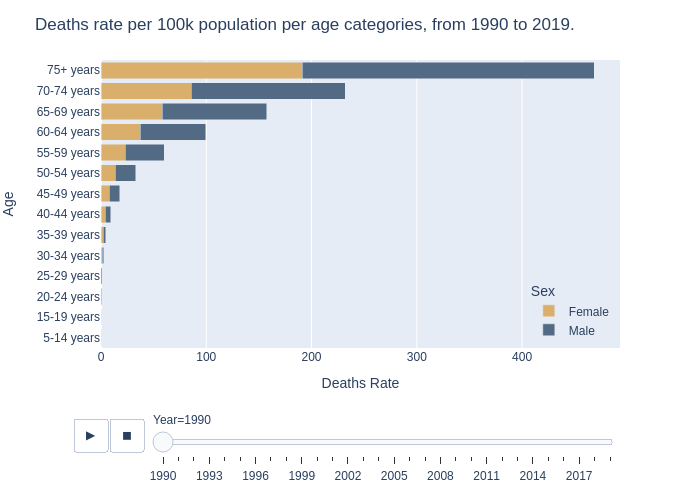 Deaths rate per 100k population per age categories, from 1990 to 2019.
Age
75+ years
70-74 years
65-69 years
60-64 years
55-59 years
50-54 years
45-49 years
40-44 years
35-39 years
30-34 years
25-29 years
20-24 years
15-19 years
5-14 years
Sex
Female
Male
0 100 200 300 400
Deaths Rate
Year=1990
1990 1993 1996 1999 2002 2005 2008 2011 2014 2017